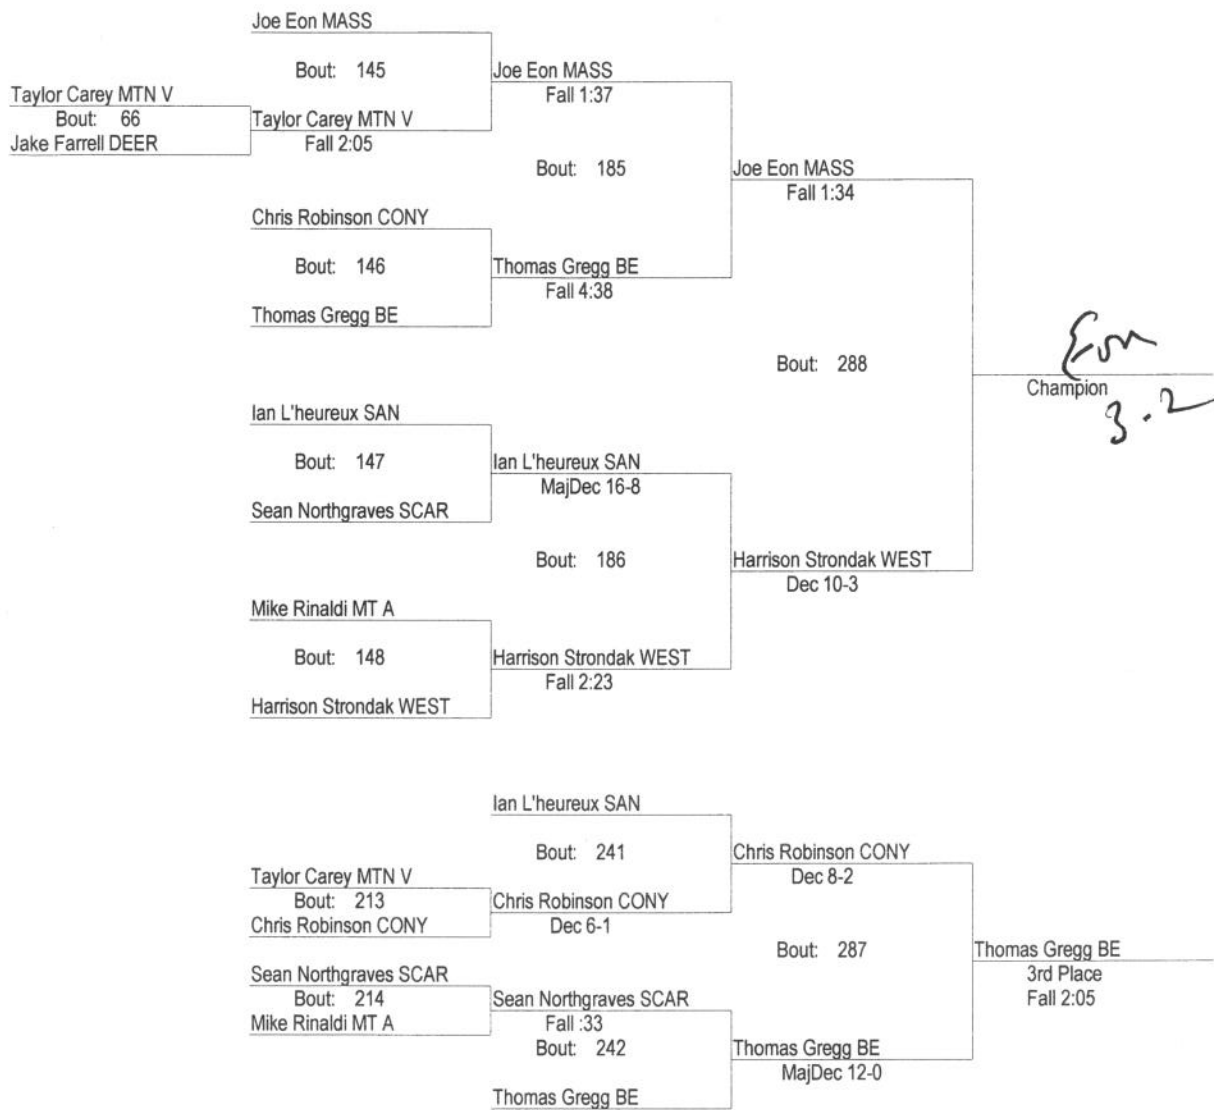 Joe Eon MASS
Bout: 145
Joe Eon MASS
Fall 1:37
Taylor Carey MTN V
Bout: 66
Jake Farrell DEER
Taylor Carey MTN V
Fall 2:05
Bout: 185
Joe Eon MASS
Fall 1:34
Chris Robinson CONY
Bout: 146
Thomas Gregg BE
Fall 4:38
Thomas Gregg BE
Bout: 288
Eon
Champion
3-2
Ian L'heureux SAN
Bout: 147
Ian L'heureux SAN
MajDec 16-8
Sean Northgraves SCAR
Bout: 186
Harrison Strondak WEST
Dec 10-3
Mike Rinaldi MT A
Bout: 148
Harrison Strondak WEST
Fall 2:23
Harrison Strondak WEST
Ian L'heureux SAN
Bout: 241
Chris Robinson CONY
Dec 8-2
Taylor Carey MTN V
Bout: 213
Chris Robinson CONY
Chris Robinson CONY
Dec 6-1
Bout: 287
Thomas Gregg BE
3rd Place
Fall 2:05
Sean Northgraves SCAR
Bout: 214
Mike Rinaldi MT A
Sean Northgraves SCAR
Fall :33
Bout: 242
Thomas Gregg BE
MajDec 12-0
Thomas Gregg BE